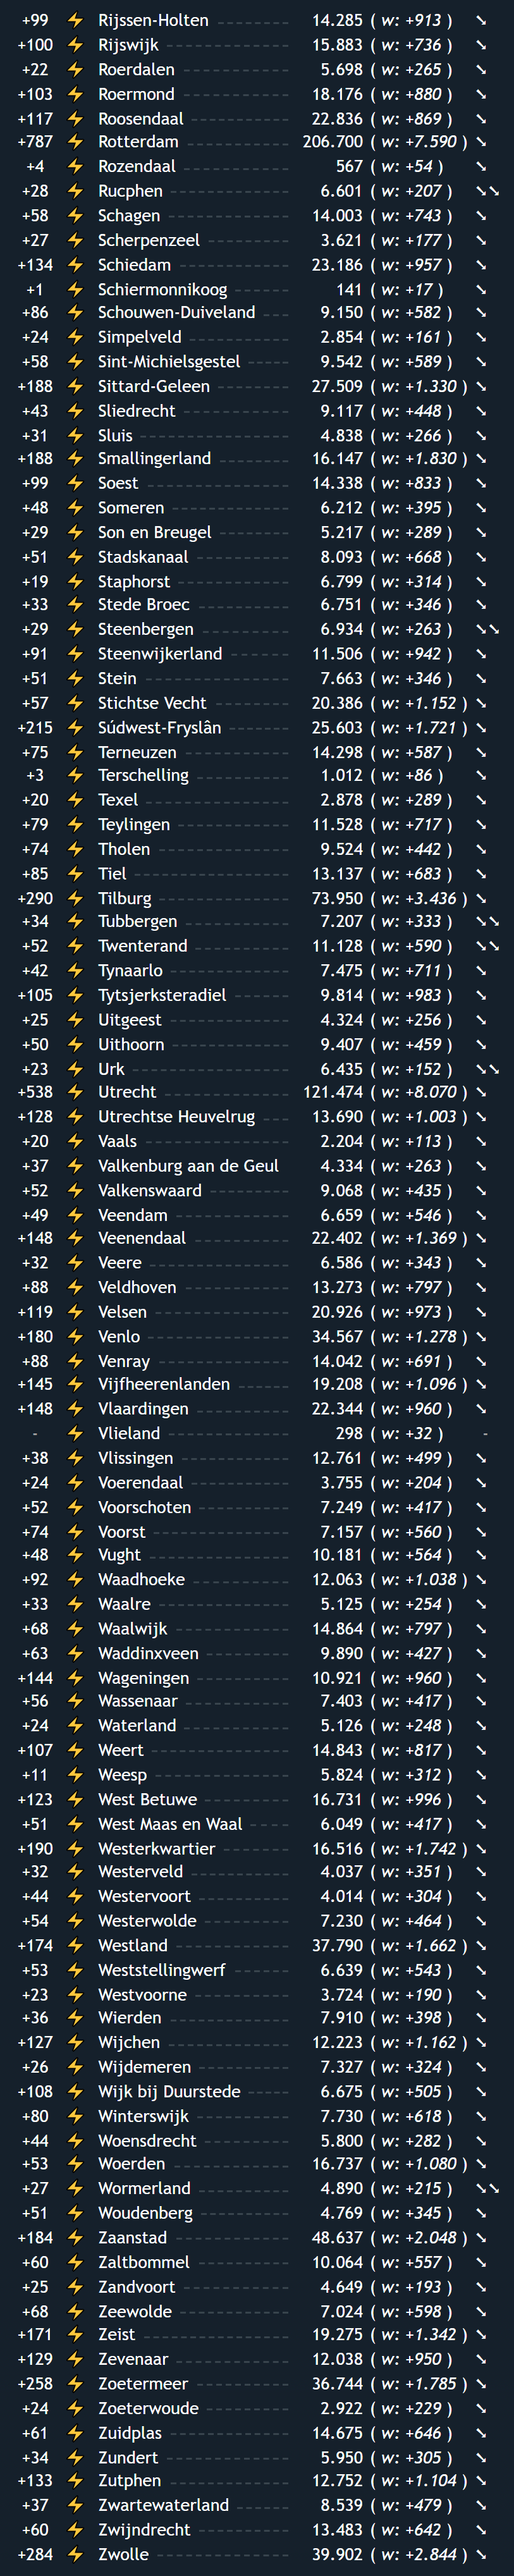 +99 ⚡ Rijssen-Holten 14.285 ( w: +913 ) ➘
+100 ⚡ Rijswijk 15.883 ( w: +736 ) ➘
+22 ⚡ Roerdalen 5.698 ( w: +265 ) ➘
+103 ⚡ Roermond 18.176 ( w: +880 ) ➘
+117 ⚡ Roosendaal 22.836 ( w: +869 ) ➘
+787 ⚡ Rotterdam 206.700 ( w: +7.590 ) ➘
+4 ⚡ Rozendaal 567 ( w: +54 ) ➘
+28 ⚡ Rucphen 6.601 ( w: +207 ) ➘➘
+58 ⚡ Schagen 14.003 ( w: +743 ) ➘
+27 ⚡ Scherpenzeel 3.621 ( w: +177 ) ➘
+134 ⚡ Schiedam 23.186 ( w: +957 ) ➘
+1 ⚡ Schiermonnikoog 141 ( w: +17 ) ➘
+86 ⚡ Schouwen-Duiveland 9.150 ( w: +582 ) ➘
+24 ⚡ Simpelveld 2.854 ( w: +161 ) ➘
+58 ⚡ Sint-Michielsgestel 9.542 ( w: +589 ) ➘
+188 ⚡ Sittard-Geleen 27.509 ( w: +1.330 ) ➘
+43 ⚡ Sliedrecht 9.117 ( w: +448 ) ➘
+31 ⚡ Sluis 4.838 ( w: +266 ) ➘
+188 ⚡ Smallingerland 16.147 ( w: +1.830 ) ➘
+99 ⚡ Soest 14.338 ( w: +833 ) ➘
+48 ⚡ Someren 6.212 ( w: +395 ) ➘
+29 ⚡ Son en Breugel 5.217 ( w: +289 ) ➘
+51 ⚡ Stadskanaal 8.093 ( w: +668 ) ➘
+19 ⚡ Staphorst 6.799 ( w: +314 ) ➘
+33 ⚡ Stede Broec 6.751 ( w: +346 ) ➘
+29 ⚡ Steenbergen 6.934 ( w: +263 ) ➘➘
+91 ⚡ Steenwijkerland 11.506 ( w: +942 ) ➘
+51 ⚡ Stein 7.663 ( w: +346 ) ➘
+57 ⚡ Stichtse Vecht 20.386 ( w: +1.152 ) ➘
+215 ⚡ Súdwest-Fryslân 25.603 ( w: +1.721 ) ➘
+75 ⚡ Terneuzen 14.298 ( w: +587 ) ➘
+3 ⚡ Terschelling 1.012 ( w: +86 ) ➘
+20 ⚡ Texel 2.878 ( w: +289 ) ➘
+79 ⚡ Teylingen 11.528 ( w: +717 ) ➘
+74 ⚡ Tholen 9.524 ( w: +442 ) ➘
+85 ⚡ Tiel 13.137 ( w: +683 ) ➘
+290 ⚡ Tilburg 73.950 ( w: +3.436 ) ➘
+34 ⚡ Tubbergen 7.207 ( w: +333 ) ➘➘
+52 ⚡ Twenterand 11.128 ( w: +590 ) ➘➘
+42 ⚡ Tynaarlo 7.475 ( w: +711 ) ➘
+105 ⚡ Tytsjerksteradiel 9.814 ( w: +983 ) ➘
+25 ⚡ Uitgeest 4.324 ( w: +256 ) ➘
+50 ⚡ Uithoorn 9.407 ( w: +459 ) ➘
+23 ⚡ Urk 6.435 ( w: +152 ) ➘➘
+538 ⚡ Utrecht 121.474 ( w: +8.070 ) ➘
+128 ⚡ Utrechtse Heuvelrug 13.690 ( w: +1.003 ) ➘
+20 ⚡ Vaals 2.204 ( w: +113 ) ➘
+37 ⚡ Valkenburg aan de Geul 4.334 ( w: +263 ) ➘
+52 ⚡ Valkenswaard 9.068 ( w: +435 ) ➘
+49 ⚡ Veendam 6.659 ( w: +546 ) ➘
+148 ⚡ Veenendaal 22.402 ( w: +1.369 ) ➘
+32 ⚡ Veere 6.586 ( w: +343 ) ➘
+88 ⚡ Veldhoven 13.273 ( w: +797 ) ➘
+119 ⚡ Velsen 20.926 ( w: +973 ) ➘
+180 ⚡ Venlo 34.567 ( w: +1.278 ) ➘
+88 ⚡ Venray 14.042 ( w: +691 ) ➘
+145 ⚡ Vijfheerenlanden 19.208 ( w: +1.096 ) ➘
+148 ⚡ Vlaardingen 22.344 ( w: +960 ) ➘
- ⚡ Vlieland 298 ( w: +32 ) -
+38 ⚡ Vlissingen 12.761 ( w: +499 ) ➘
+24 ⚡ Voerendaal 3.755 ( w: +204 ) ➘
+52 ⚡ Voorschoten 7.249 ( w: +417 ) ➘
+74 ⚡ Voorst 7.157 ( w: +560 ) ➘
+48 ⚡ Vught 10.181 ( w: +564 ) ➘
+92 ⚡ Waadhoeke 12.063 ( w: +1.038 ) ➘
+33 ⚡ Waalre 5.125 ( w: +254 ) ➘
+68 ⚡ Waalwijk 14.864 ( w: +797 ) ➘
+63 ⚡ Waddinxveen 9.890 ( w: +427 ) ➘
+144 ⚡ Wageningen 10.921 ( w: +960 ) ➘
+56 ⚡ Wassenaar 7.403 ( w: +417 ) ➘
+24 ⚡ Waterland 5.126 ( w: +248 ) ➘
+107 ⚡ Weert 14.843 ( w: +817 ) ➘
+11 ⚡ Weesp 5.824 ( w: +312 ) ➘
+123 ⚡ West Betuwe 16.731 ( w: +996 ) ➘
+51 ⚡ West Maas en Waal 6.049 ( w: +417 ) ➘
+190 ⚡ Westerkwartier 16.516 ( w: +1.742 ) ➘
+32 ⚡ Westerveld 4.037 ( w: +351 ) ➘
+44 ⚡ Westervoort 4.014 ( w: +304 ) ➘
+54 ⚡ Westerwolde 7.230 ( w: +464 ) ➘
+174 ⚡ Westland 37.790 ( w: +1.662 ) ➘
+53 ⚡ Weststellingwerf 6.639 ( w: +543 ) ➘
+23 ⚡ Westvoorne 3.724 ( w: +190 ) ➘
+36 ⚡ Wierden 7.910 ( w: +398 ) ➘
+127 ⚡ Wijchen 12.223 ( w: +1.162 ) ➘
+26 ⚡ Wijdemeren 7.327 ( w: +324 ) ➘
+108 ⚡ Wijk bij Duurstede 6.675 ( w: +505 ) ➘
+80 ⚡ Winterswijk 7.730 ( w: +618 ) ➘
+44 ⚡ Woensdrecht 5.800 ( w: +282 ) ➘
+53 ⚡ Woerden 16.737 ( w: +1.080 ) ➘
+27 ⚡ Wormerland 4.890 ( w: +215 ) ➘➘
+51 ⚡ Woudenberg 4.769 ( w: +345 ) ➘
+184 ⚡ Zaanstad 48.637 ( w: +2.048 ) ➘
+60 ⚡ Zaltbommel 10.064 ( w: +557 ) ➘
+25 ⚡ Zandvoort 4.649 ( w: +193 ) ➘
+68 ⚡ Zeewolde 7.024 ( w: +598 ) ➘
+171 ⚡ Zeist 19.275 ( w: +1.342 ) ➘
+129 ⚡ Zevenaar 12.038 ( w: +950 ) ➘
+258 ⚡ Zoetermeer 36.744 ( w: +1.785 ) ➘
+24 ⚡ Zoeterwoude 2.922 ( w: +229 ) ➘
+61 ⚡ Zuidplas 14.675 ( w: +646 ) ➘
+34 ⚡ Zundert 5.950 ( w: +305 ) ➘
+133 ⚡ Zutphen 12.752 ( w: +1.104 ) ➘
+37 ⚡ Zwartewaterland 8.539 ( w: +479 ) ➘
+60 ⚡ Zwijndrecht 13.483 ( w: +642 ) ➘
+284 ⚡ Zwolle 39.902 ( w: +2.844 ) ➘